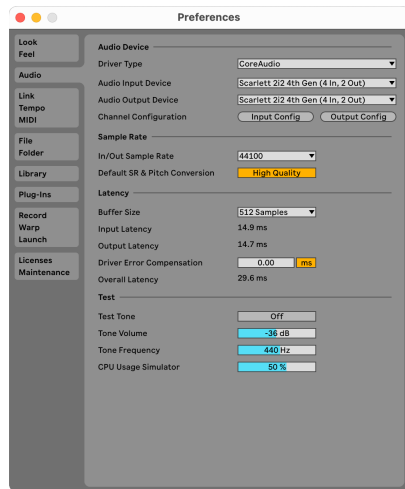 Preferences
Look
Feel
Audio
Link
Tempo
MIDI
File
Folder
Library
Plug-Ins
Record
Warp
Launch
Licenses
Maintenance
Audio Device
Driver Type CoreAudio
Audio Input Device Scarlett 2i2 4th Gen (4 In, 2 Out)
Audio Output Device Scarlett 2i2 4th Gen (4 In, 2 Out)
Channel Configuration Input Config Output Config
Sample Rate
In/Out Sample Rate 44100
Default SR & Pitch Conversion High Quality
Latency
Buffer Size 512 Samples
Input Latency 14.9 ms
Output Latency 14.7 ms
Driver Error Compensation 0.00 ms
Overall Latency 29.6 ms
Test
Test Tone Off
Tone Volume -36 dB
Tone Frequency 440 Hz
CPU Usage Simulator 50 %